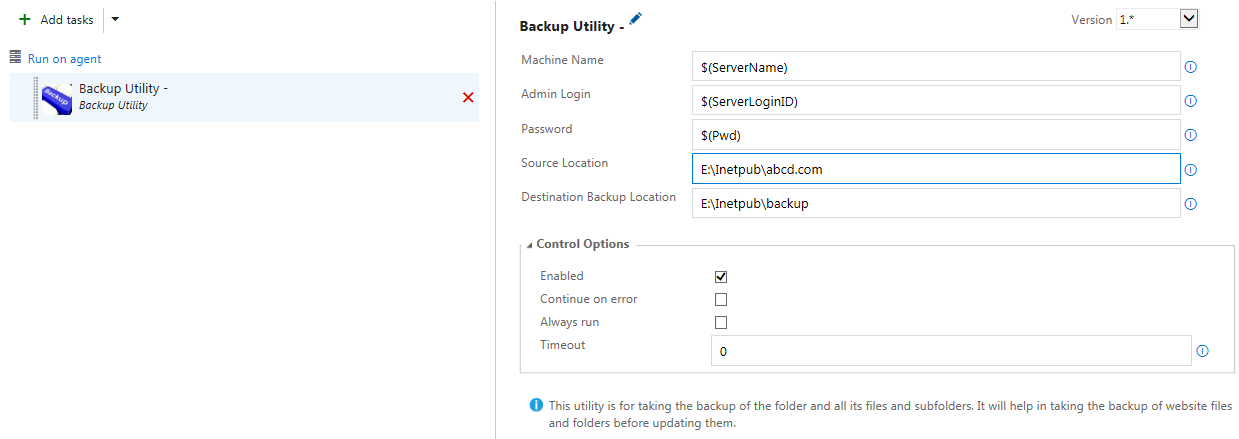 + Add tasks
Run on agent
Backup Utility -
Backup Utility
Backup
Backup Utility -
Version 1.*
Machine Name $(ServerName)
Admin Login $(ServerLoginID)
Password $(Pwd)
Source Location E:\Inetpub\abcd.com
Destination Backup Location E:\Inetpub\backup
Control Options
Enabled
Continue on error
Always run
Timeout 0
This utility is for taking the backup of the folder and all its files and subfolders. It will help in taking the backup of website files
and folders before updating them.